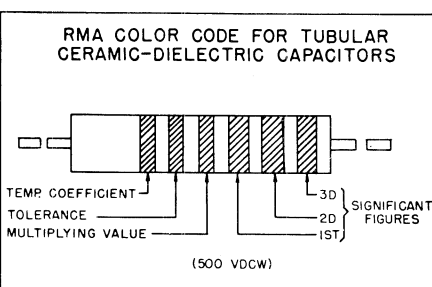 RMA COLOR CODE FOR TUBULAR
CERAMIC-DIELECTRIC CAPACITORS
TEMP. COEFFICIENT
TOLERANCE
MULTIPLYING VALUE
3D
2D
1ST
SIGNIFICANT
FIGURES
(500 VDCW)